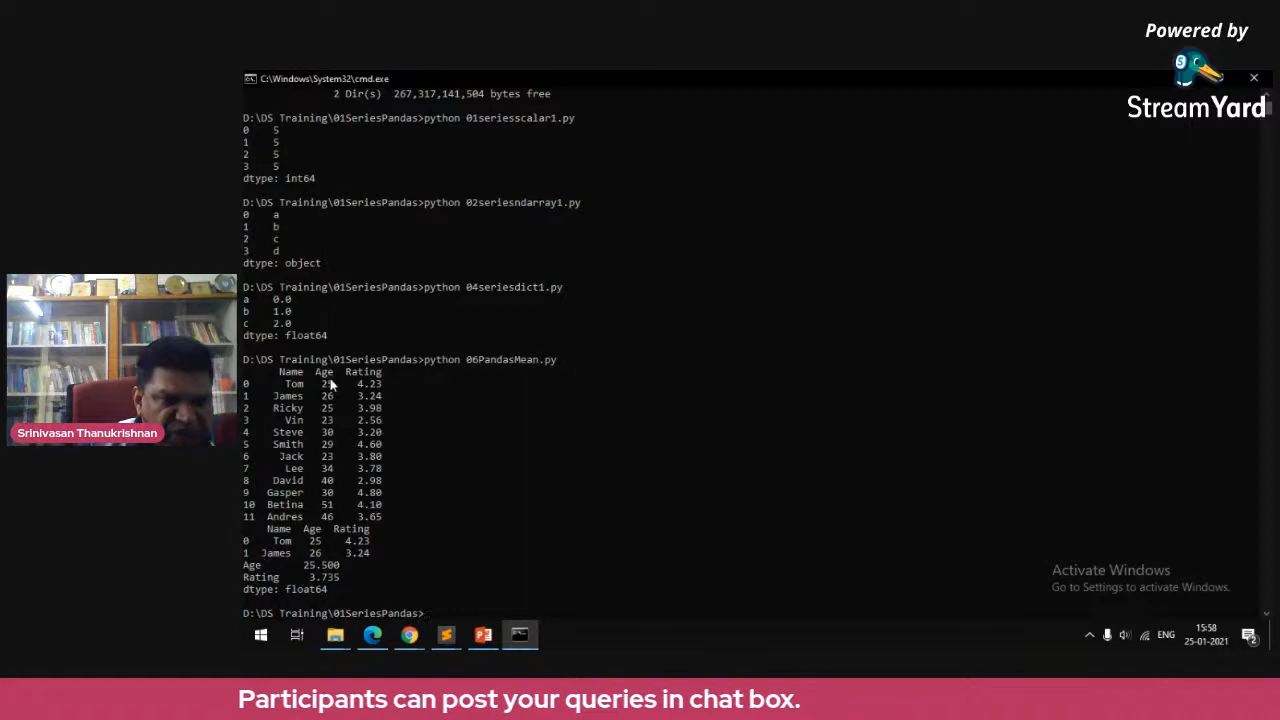 Powered by
StreamYard
C:\Windows\System32\cmd.exe
2 Dir(s)  267,317,141,504 bytes free
D:\DS Training\01SeriesPandas>python 01seriesscalar1.py
0    5
1    5
2    5
3    5
dtype: int64
D:\DS Training\01SeriesPandas>python 02seriesndarray1.py
0    a
1    b
2    c
3    d
dtype: object
D:\DS Training\01SeriesPandas>python 04seriesdict1.py
a    0.0
b    1.0
c    2.0
dtype: float64
D:\DS Training\01SeriesPandas>python 06PandasMean.py
Name  Age  Rating
0      Tom   25    4.23
1    James   26    3.24
2    Ricky   25    3.98
3      Vin   23    2.56
4    Steve   30    3.20
5    Smith   29    4.60
6     Jack   23    3.80
7      Lee   34    3.78
8    David   40    2.98
9   Gasper   30    4.80
10  Betina   51    4.10
11  Andres   46    3.65
Name  Age  Rating
0    Tom   25    4.23
1  James   26    3.24
Age       25.500
Rating     3.735
dtype: float64
D:\DS Training\01SeriesPandas>
Srinivasan Thanukrishnan
Activate Windows
Go to Settings to activate Windows.
ENG
15:58
25-01-2021
2
Participants can post your queries in chat box.